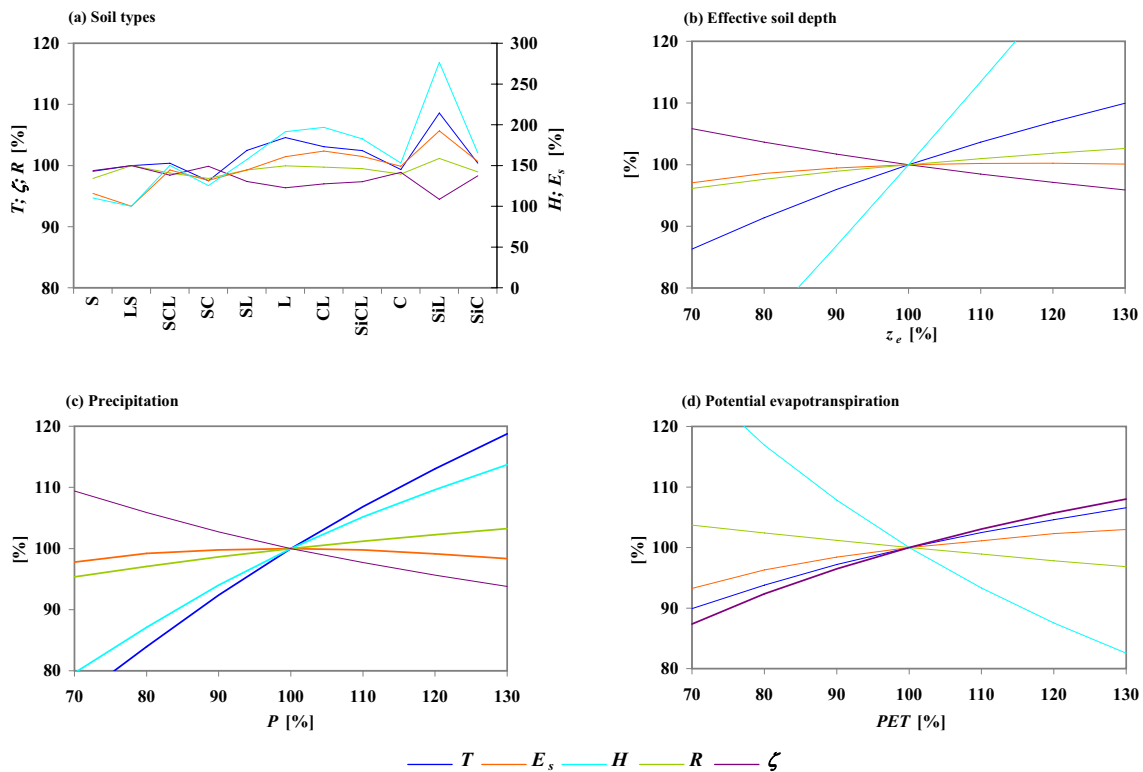 (a) Soil types
T; ζ; R [%]
120
110
100
90
80
300
250
200
150
100
50
0
H; E s [%]
S
LS
SCL
SC
SL
L
CL
SiCL
C
SiL
SiC
(b) Effective soil depth
[%]
120
110
100
90
80
70 80 90 100 110 120 130
z e [%]
(c) Precipitation
[%]
120
110
100
90
80
70 80 90 100 110 120 130
P [%]
(d) Potential evapotranspiration
[%]
120
110
100
90
80
70 80 90 100 110 120 130
PET [%]
T E s H R ζ